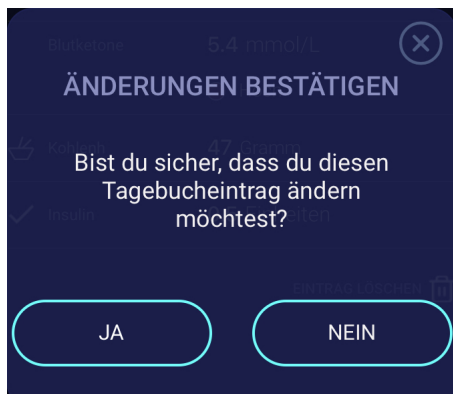 Blutketone 5.4 mmol/L
ÄNDERUNGEN BESTÄTIGEN
47 Gramm
Bist du sicher, dass du diesen
Tagebucheintrag ändern
möchtest?
Insulin
EINTRAG LÖSCHEN
JA
NEIN